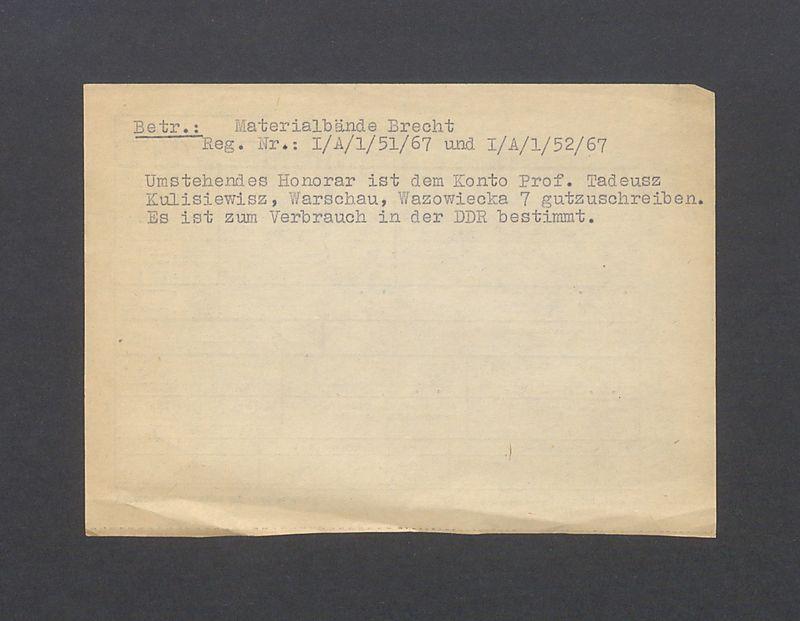 Betr.: Materialbände Brecht
Reg. Nr.: I/A/1/51/67 und I/A/1/52/67
Umstehendes Honorar ist dem Konto Prof. Tadeusz
Kulisiewisz, Warschau, Wazowiecka 7 gutzuschreiben.
Es ist zum Verbrauch in der DDR bestimmt.